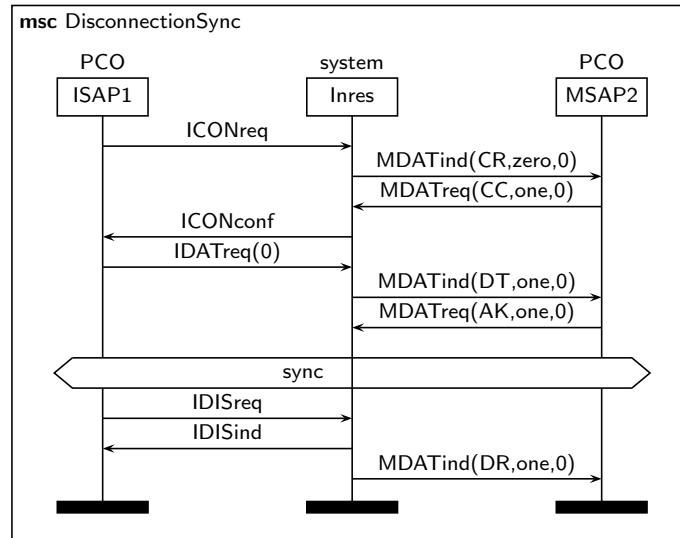 msc DisconnectionSync
PCO system PCO
ISAP1 Inres MSAP2
ICONreq
MDATind(CR,zero,0)
MDATreq(CC,one,0)
ICONconf
IDATreq(0)
MDATind(DT,one,0)
MDATreq(AK,one,0)
sync
IDISreq
IDISind
MDATind(DR,one,0)